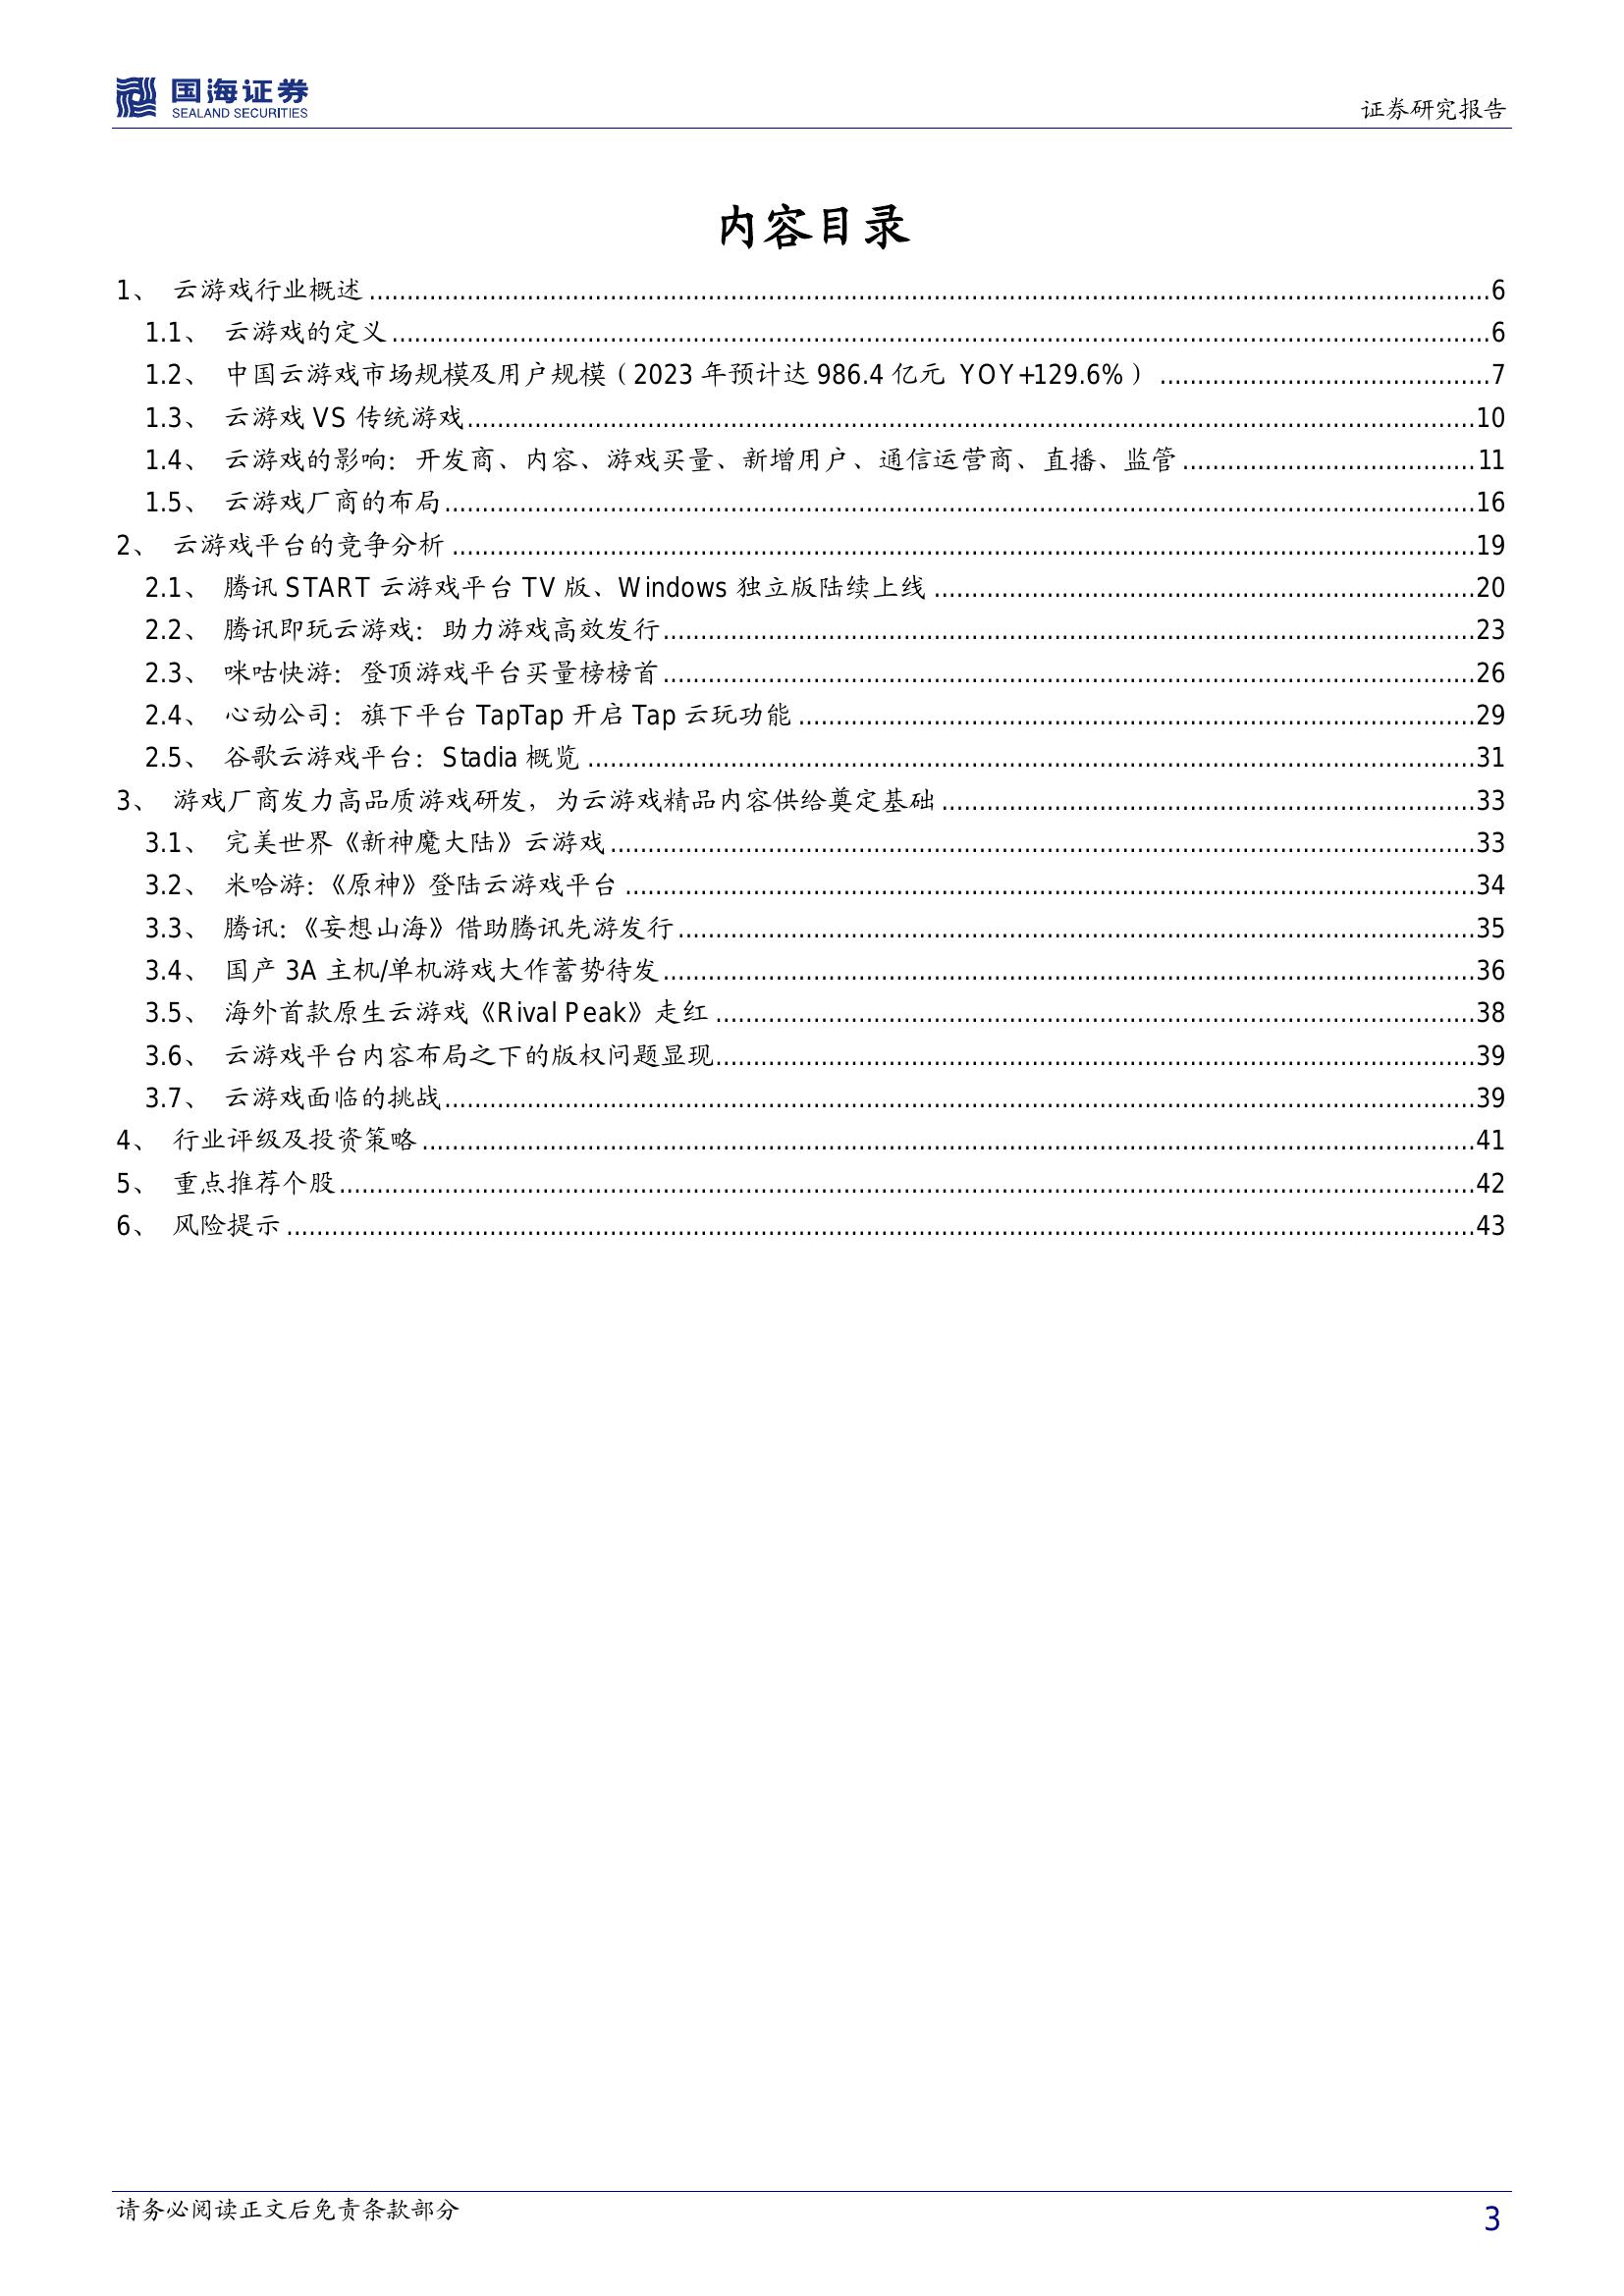 国海证券
SEALAND SECURITIES
证券研究报告
内容目录
1、 云游戏行业概述 ........ 6
1.1、 云游戏的定义 ........ 6
1.2、 中国云游戏市场规模及用户规模（2023 年预计达 986.4 亿元 YOY+129.6%） ........ 7
1.3、 云游戏 VS 传统游戏 ........ 10
1.4、 云游戏的影响：开发商、内容、游戏买量、新增用户、通信运营商、直播、监管 ........ 11
1.5、 云游戏厂商的布局 ........ 16
2、 云游戏平台的竞争分析 ........ 19
2.1、 腾讯 START 云游戏平台 TV 版、Windows 独立版陆续上线 ........ 20
2.2、 腾讯即玩云游戏：助力游戏高效发行 ........ 23
2.3、 咪咕快游：登顶游戏平台买量榜榜首 ........ 26
2.4、 心动公司：旗下平台 TapTap 开启 Tap 云玩功能 ........ 29
2.5、 谷歌云游戏平台：Stadia 概览 ........ 31
3、 游戏厂商发力高品质游戏研发，为云游戏精品内容供给奠定基础 ........ 33
3.1、 完美世界《新神魔大陆》云游戏 ........ 33
3.2、 米哈游：《原神》登陆云游戏平台 ........ 34
3.3、 腾讯：《妄想山海》借助腾讯先游发行 ........ 35
3.4、 国产 3A 主机/单机游戏大作蓄势待发 ........ 36
3.5、 海外首款原生云游戏《Rival Peak》走红 ........ 38
3.6、 云游戏平台内容布局之下的版权问题显现 ........ 39
3.7、 云游戏面临的挑战 ........ 39
4、 行业评级及投资策略 ........ 41
5、 重点推荐个股 ........ 42
6、 风险提示 ........ 43
请务必阅读正文后免责条款部分
3